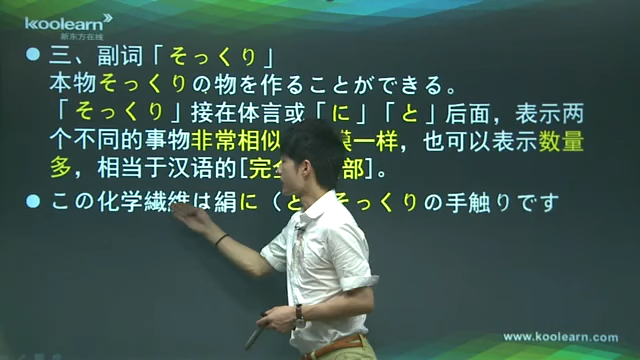 koolearn
新东方在线
三、副词「そっくり」
本物そっくりの物を作ることができる。
「そっくり」接在体言或「に」「と」后面，表示两
个不同的事物非常相似 模一样，也可以表示数量
多，相当于汉语的[完全 部]。
この化学繊維は絹に（と そっくりの手触りです
www.koolearn.com